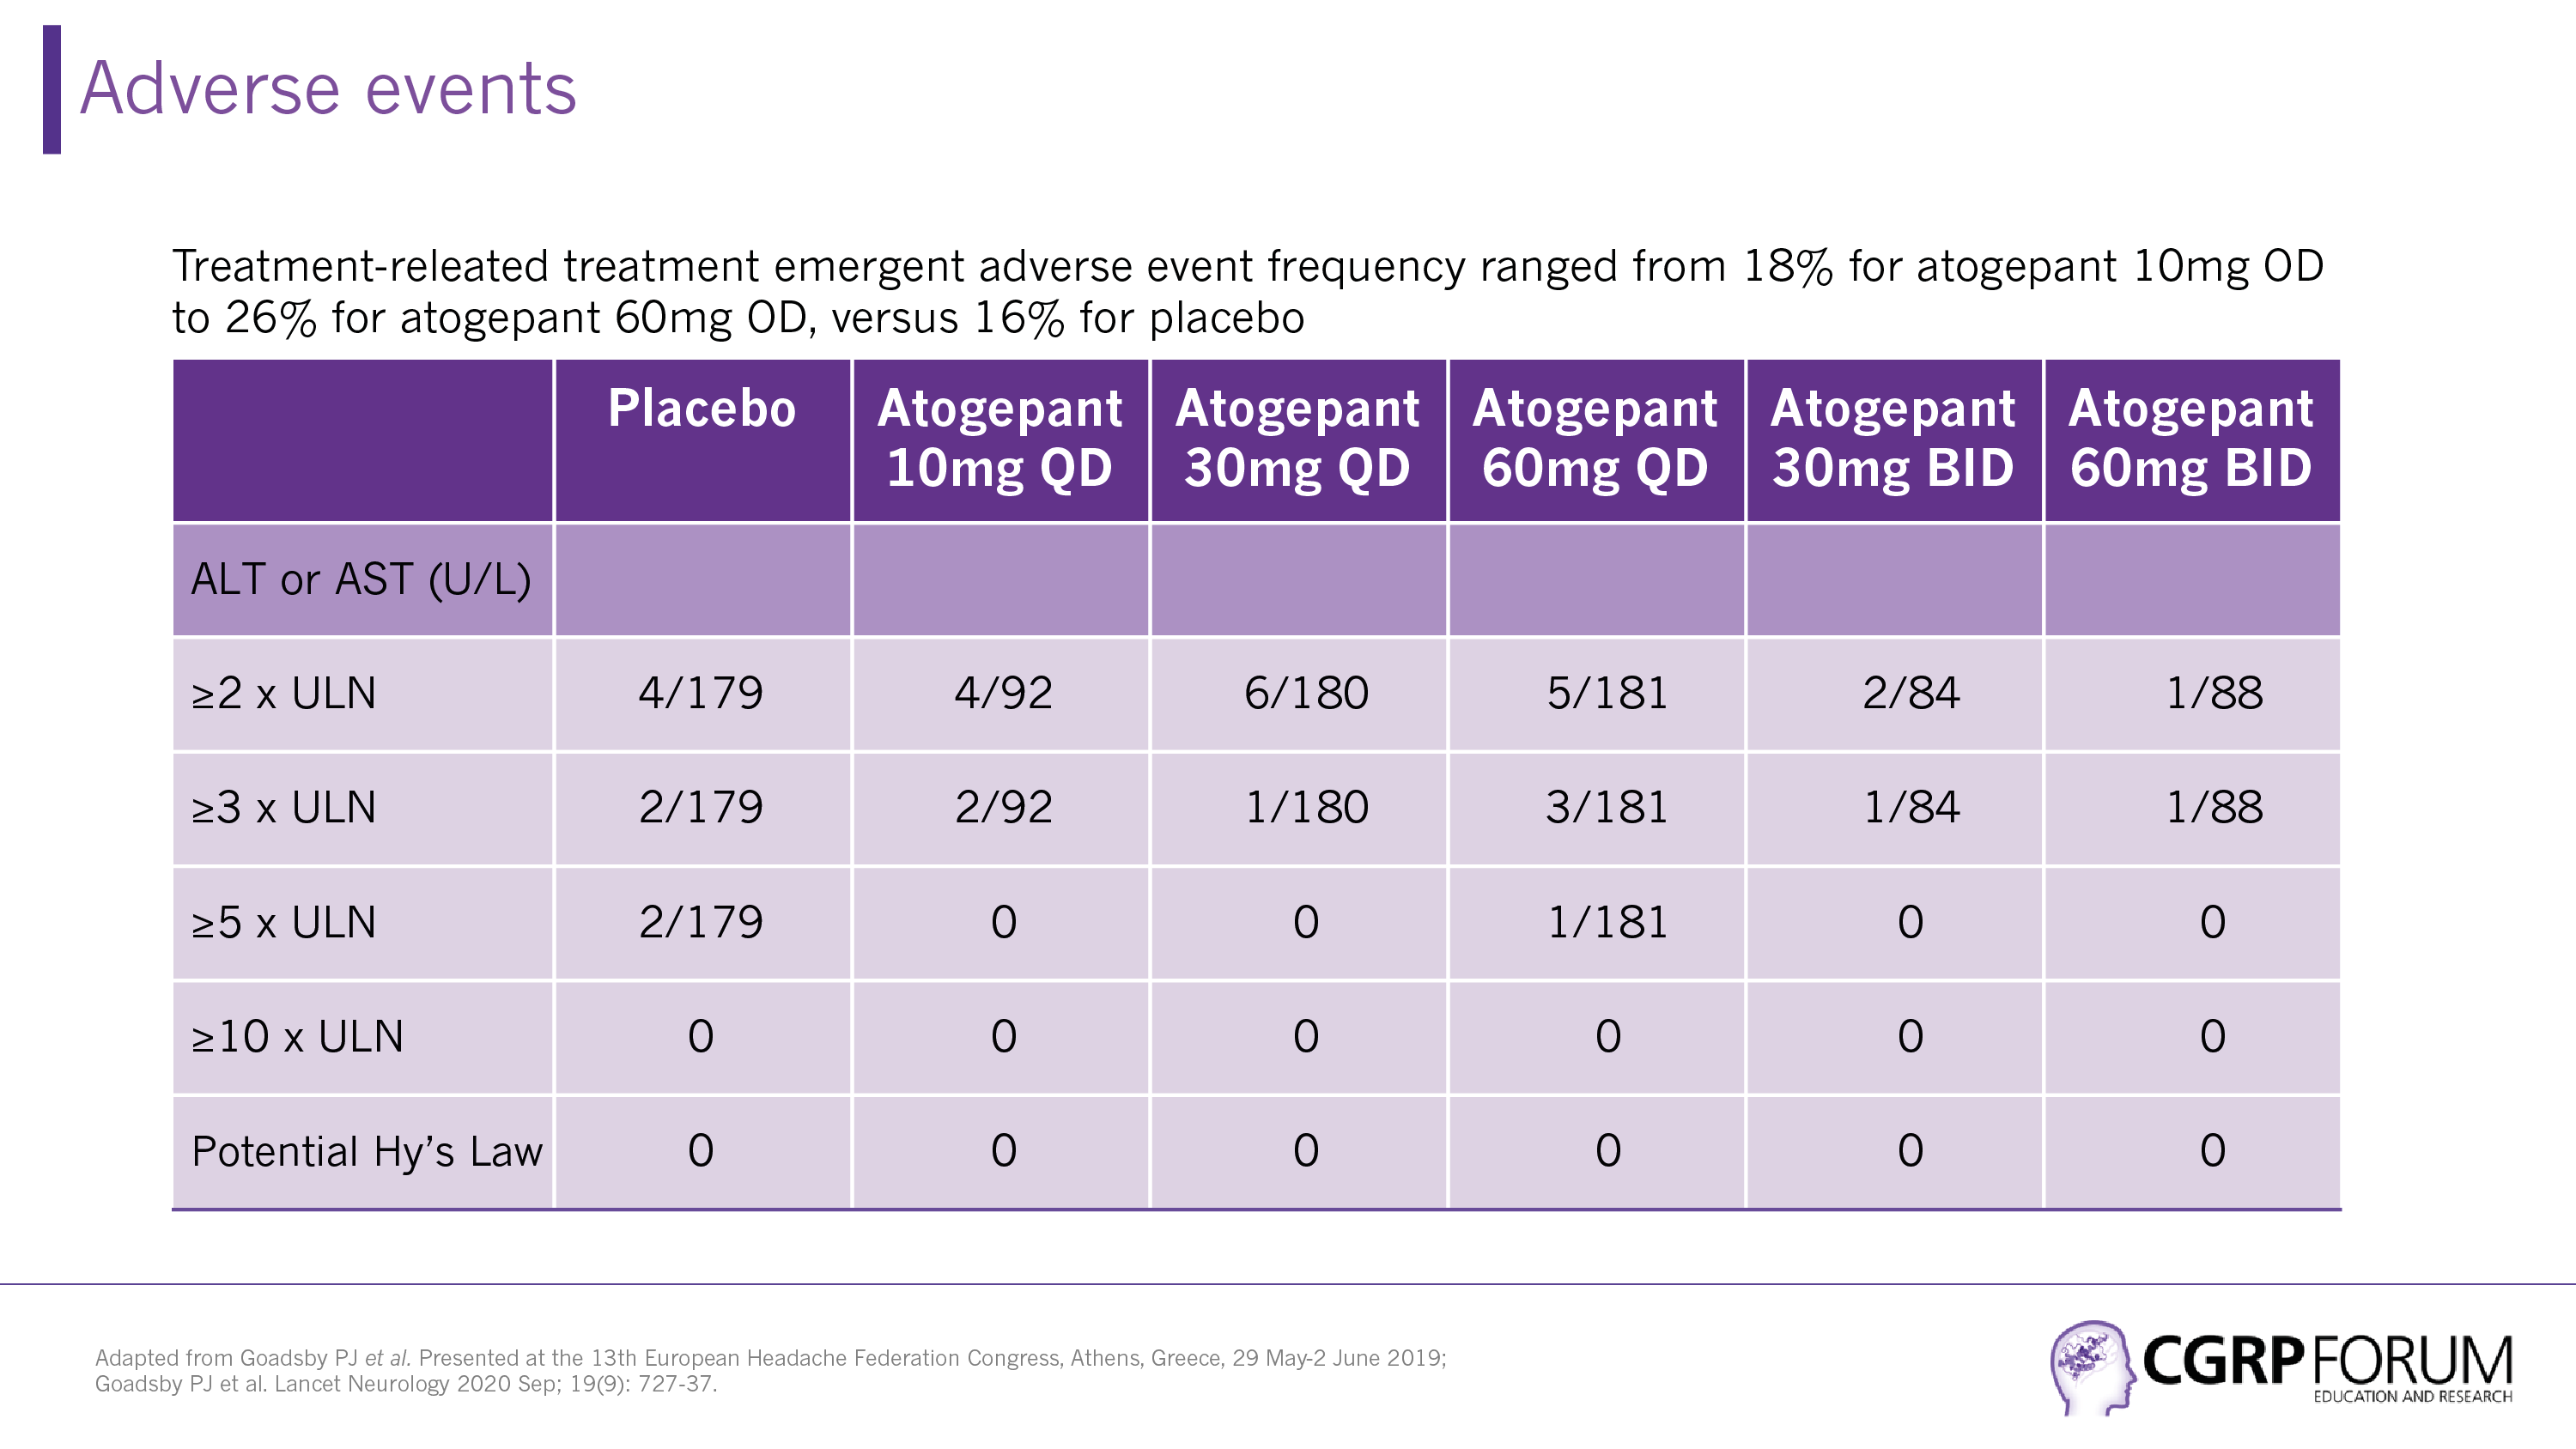 Adverse events
Treatment-releated treatment emergent adverse event frequency ranged from 18% for atogepant 10mg OD
to 26% for atogepant 60mg OD, versus 16% for placebo
Placebo Atogepant 10mg QD Atogepant 30mg QD Atogepant 60mg QD Atogepant 30mg BID Atogepant 60mg BID
ALT or AST (U/L)
≥2 x ULN 4/179 4/92 6/180 5/181 2/84 1/88
≥3 x ULN 2/179 2/92 1/180 3/181 1/84 1/88
≥5 x ULN 2/179 0 0 1/181 0 0
≥10 x ULN 0 0 0 0 0 0
Potential Hy’s Law 0 0 0 0 0 0
Adapted from Goadsby PJ et al. Presented at the 13th European Headache Federation Congress, Athens, Greece, 29 May-2 June 2019;
Goadsby PJ et al. Lancet Neurology 2020 Sep; 19(9): 727-37.
CGRP FORUM
EDUCATION AND RESEARCH